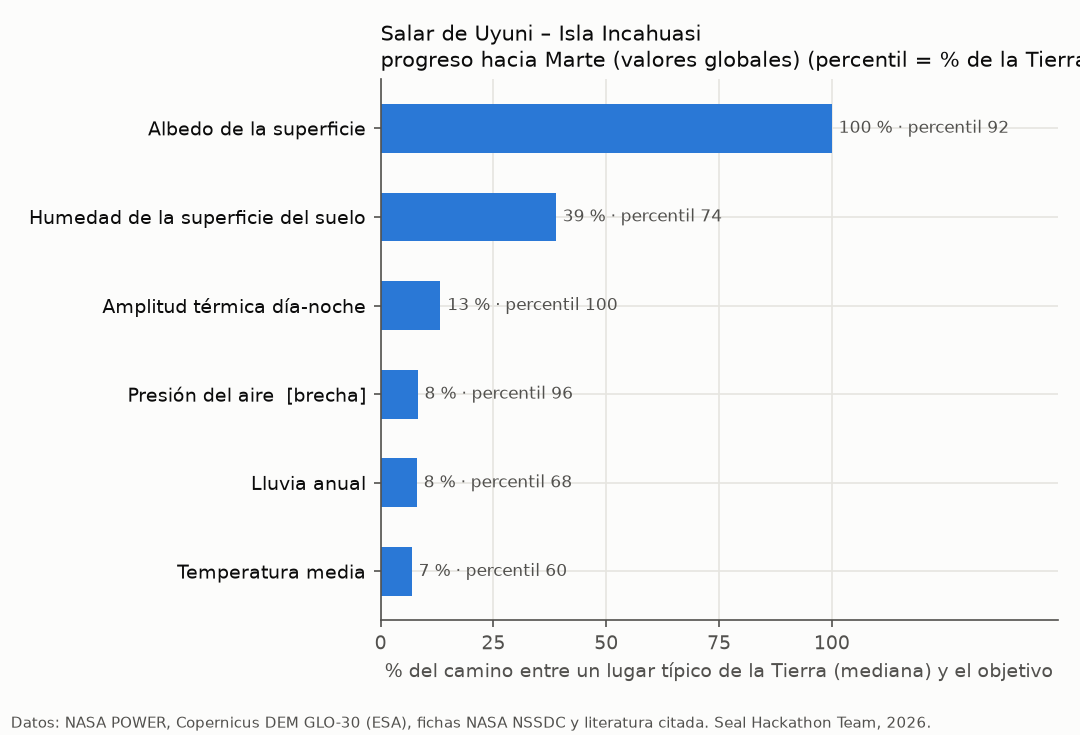 Salar de Uyuni – Isla Incahuasi
progreso hacia Marte (valores globales) (percentil = % de la Tierra
Albedo de la superficie
100 % · percentil 92
Humedad de la superficie del suelo
39 % · percentil 74
Amplitud térmica día-noche
13 % · percentil 100
Presión del aire [brecha]
8 % · percentil 96
Lluvia anual
8 % · percentil 68
Temperatura media
7 % · percentil 60
0 25 50 75 100
% del camino entre un lugar típico de la Tierra (mediana) y el objetivo
Datos: NASA POWER, Copernicus DEM GLO-30 (ESA), fichas NASA NSSDC y literatura citada. Seal Hackathon Team, 2026.